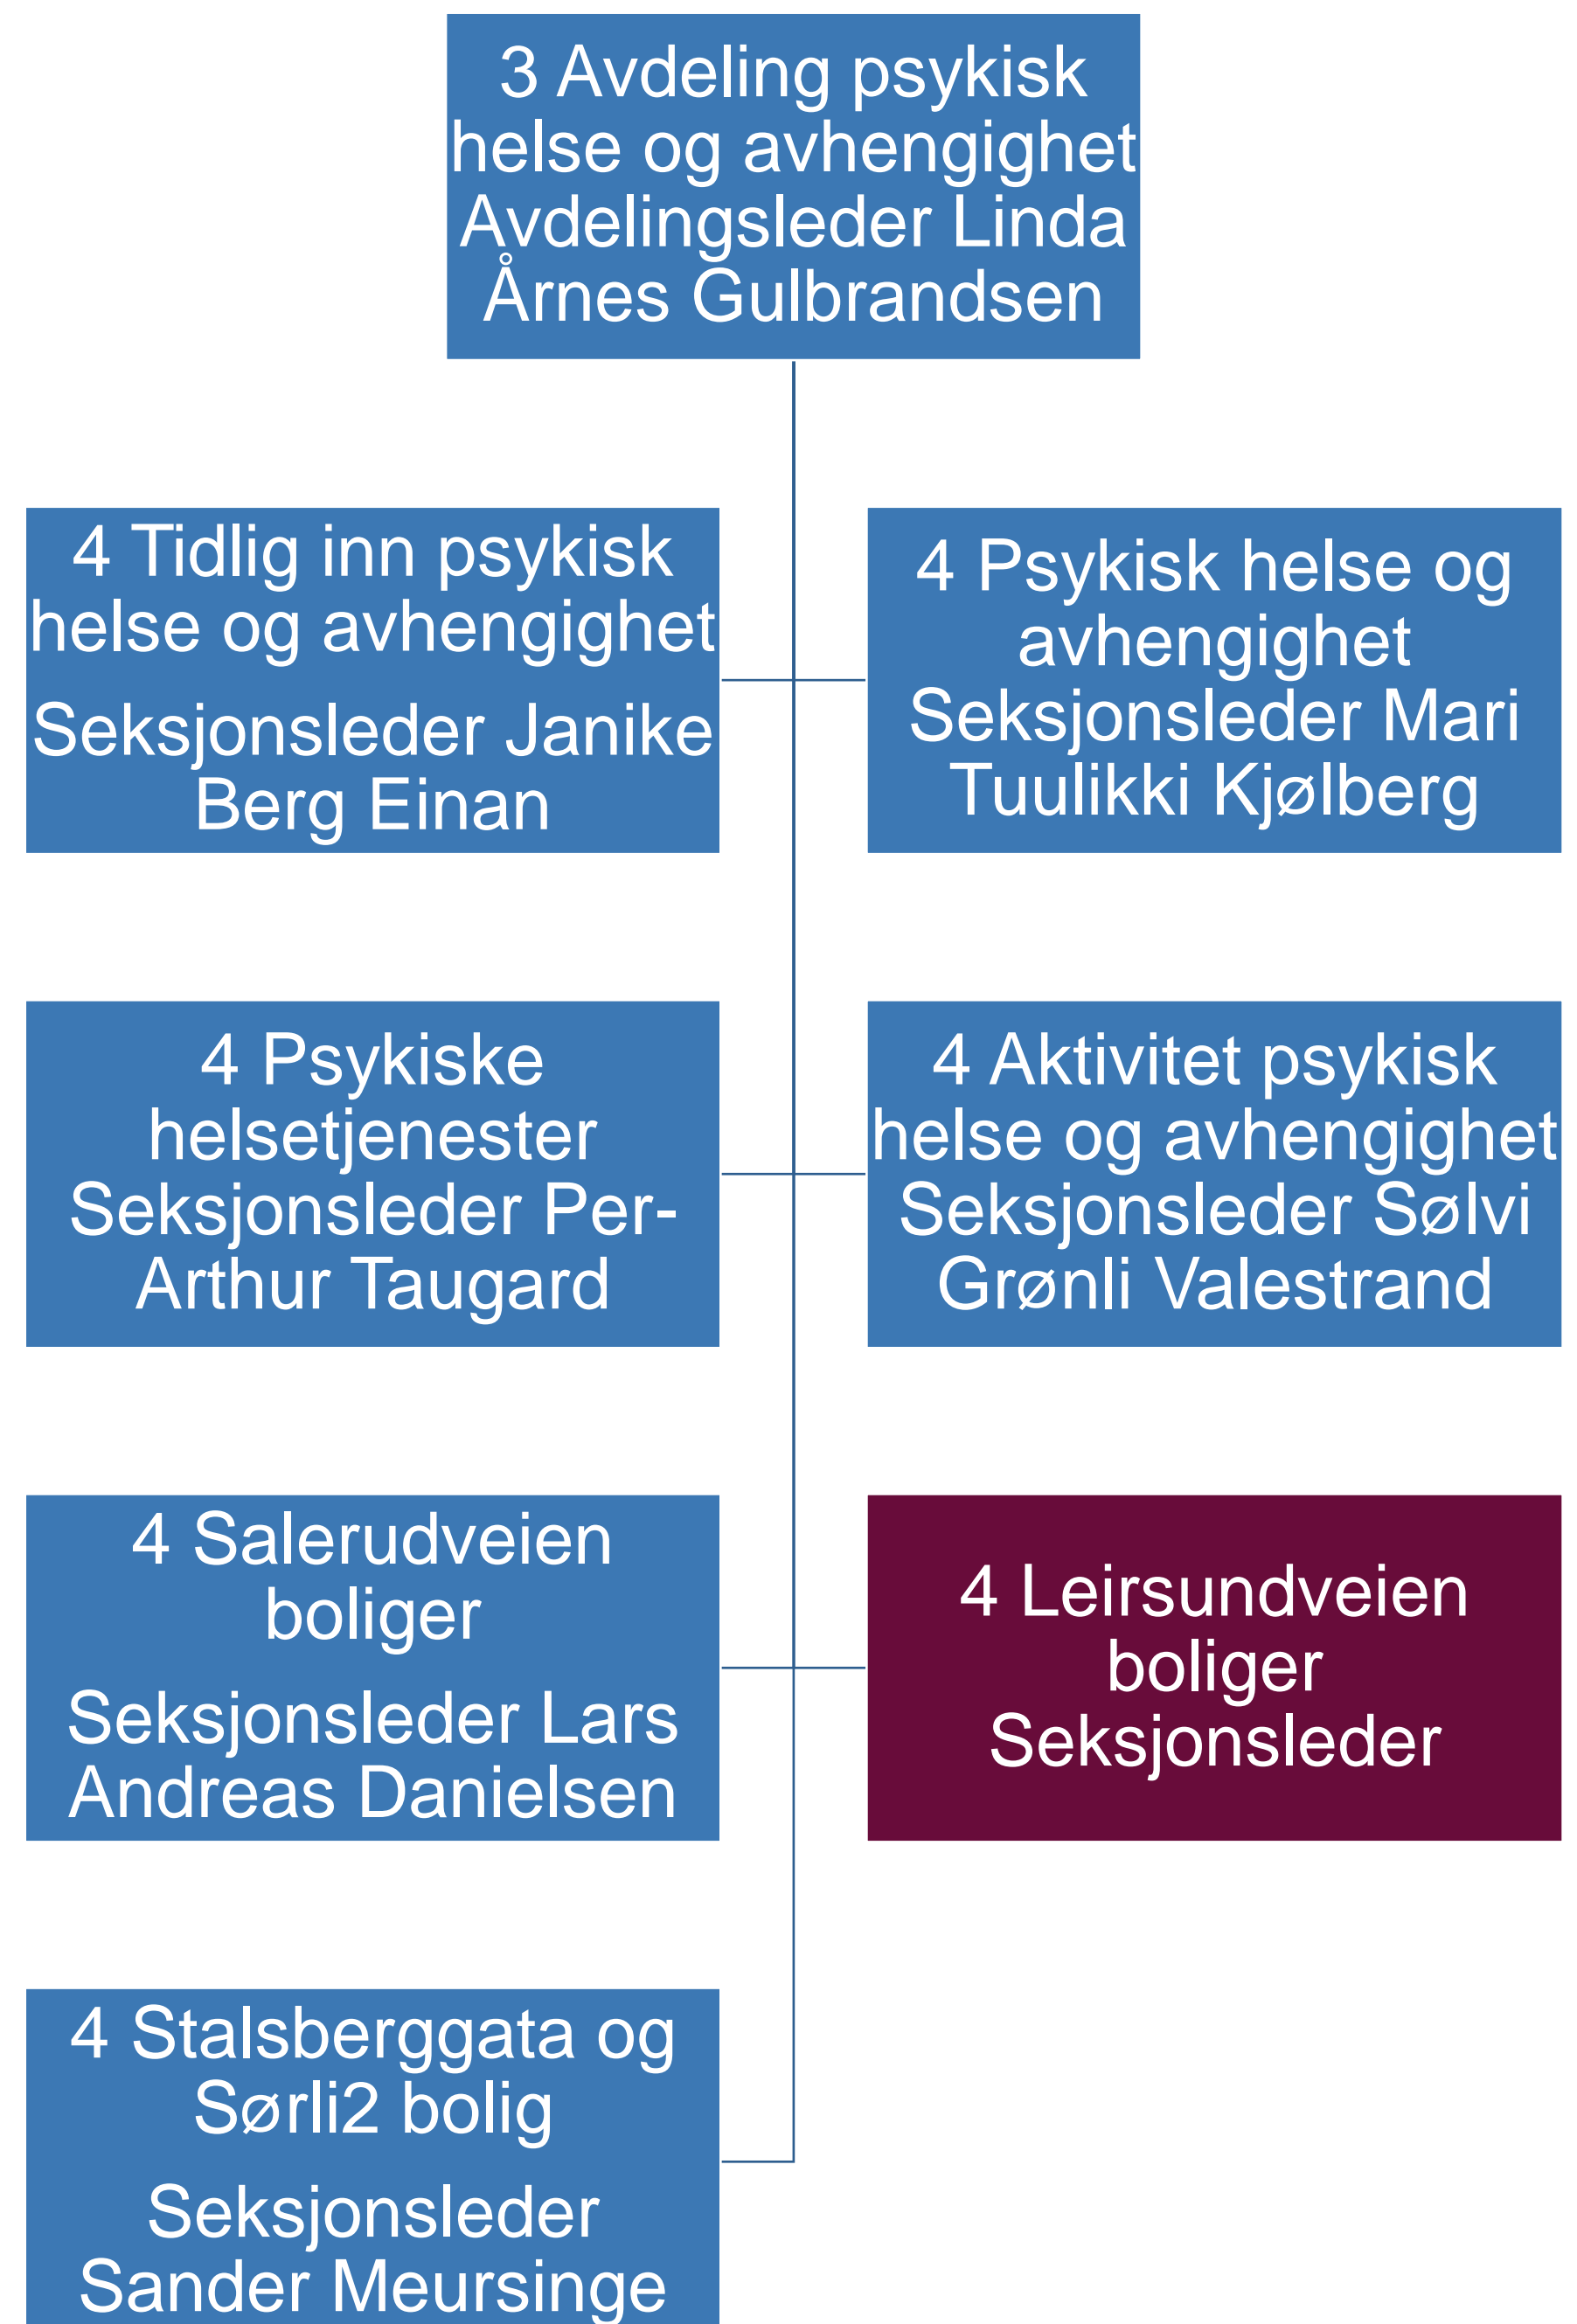 3 Avdeling psykisk
helse og avhengighet
Avdelingsleder Linda
Årnes Gulbrandsen
4 Tidlig inn psykisk
helse og avhengighet
Seksjonsleder Janike
Berg Einan
4 Psykisk helse og
avhengighet
Seksjonsleder Mari
Tuulikki Kjølberg
4 Psykiske
helsetjenester
Seksjonsleder Per-
Arthur Taugard
4 Aktivitet psykisk
helse og avhengighet
Seksjonsleder Sølvi
Grønli Valestrand
4 Salerudveien
boliger
Seksjonsleder Lars
Andreas Danielsen
4 Leirsundveien
boliger
Seksjonsleder
4 Stalsberggata og
Sørli2 bolig
Seksjonsleder
Sander Meursinge